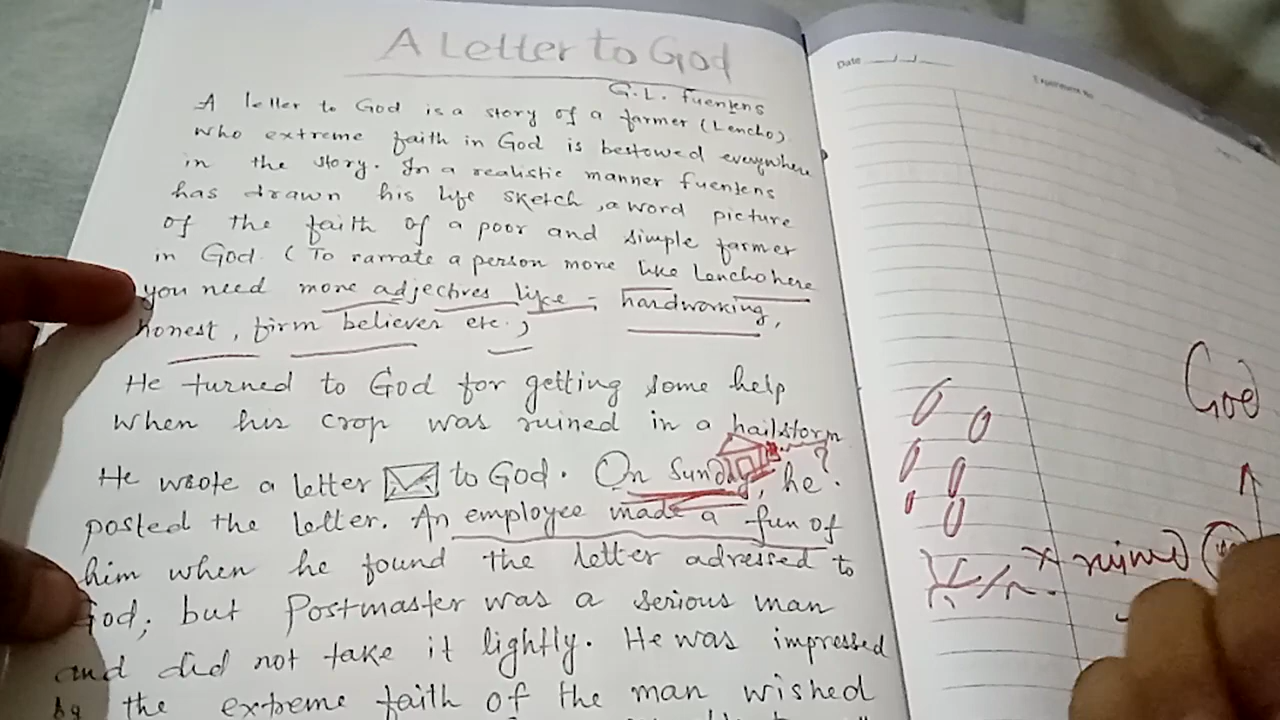 A Letter to God
G.L. Fuentens
A letter to God is a story of a farmer (Lencho)
who extreme faith in God is bestowed everywhere
in the story. In a realistic manner Fuentens
has drawn his life sketch, a word picture
of the faith of a poor and simple farmer
in God. (To narrate a person more like Lencho here
you need more adjectives like - hardworking,
honest, firm believer etc.)
He turned to God for getting some help
when his crop was ruined in a hailstorm
He wrote a letter to God. On Sunday, he
posted the letter. An employee made a fun of
him when he found the letter adressed to
God; but Postmaster was a serious man
and did not take it lightly. He was impressed
by the extreme faith of the man wished
Date
Experiment No
God
ruined